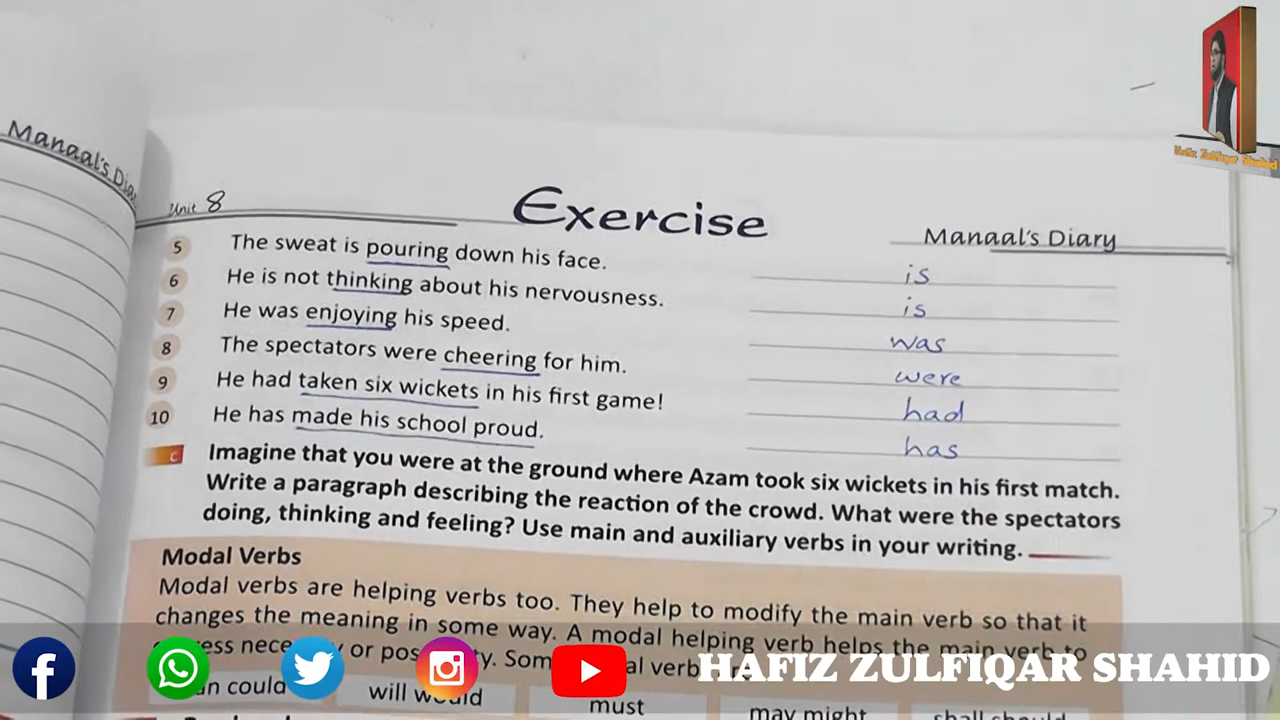 Manaal's Dia
Unit 8
Exercise
Manaal's Diary
5 The sweat is pouring down his face. is
6 He is not thinking about his nervousness. is
7 He was enjoying his speed. was
8 The spectators were cheering for him. were
9 He had taken six wickets in his first game! had
10 He has made his school proud. has
C Imagine that you were at the ground where Azam took six wickets in his first match.
Write a paragraph describing the reaction of the crowd. What were the spectators
doing, thinking and feeling? Use main and auxiliary verbs in your writing.
Modal Verbs
Modal verbs are helping verbs too. They help to modify the main verb so that it
changes the meaning in some way. A modal helping verb helps the main verb to
or
could will would must may might shall should
HAFIZ ZULFIQAR SHAHID
Hafiz Zulfiqar Shahid